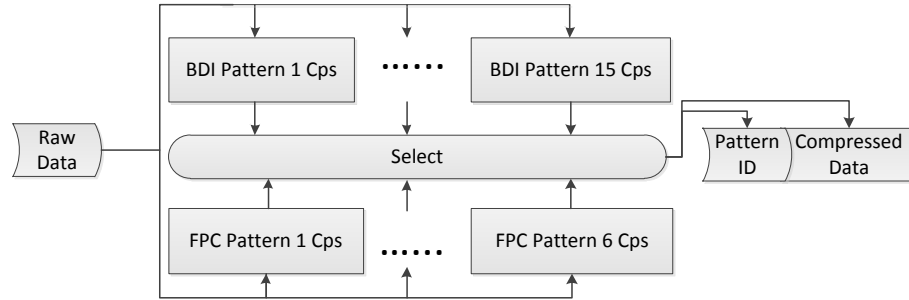 BDI Pattern 1 Cps
......
BDI Pattern 15 Cps
Raw
Data
Select
Pattern
ID
Compressed
Data
FPC Pattern 1 Cps
......
FPC Pattern 6 Cps